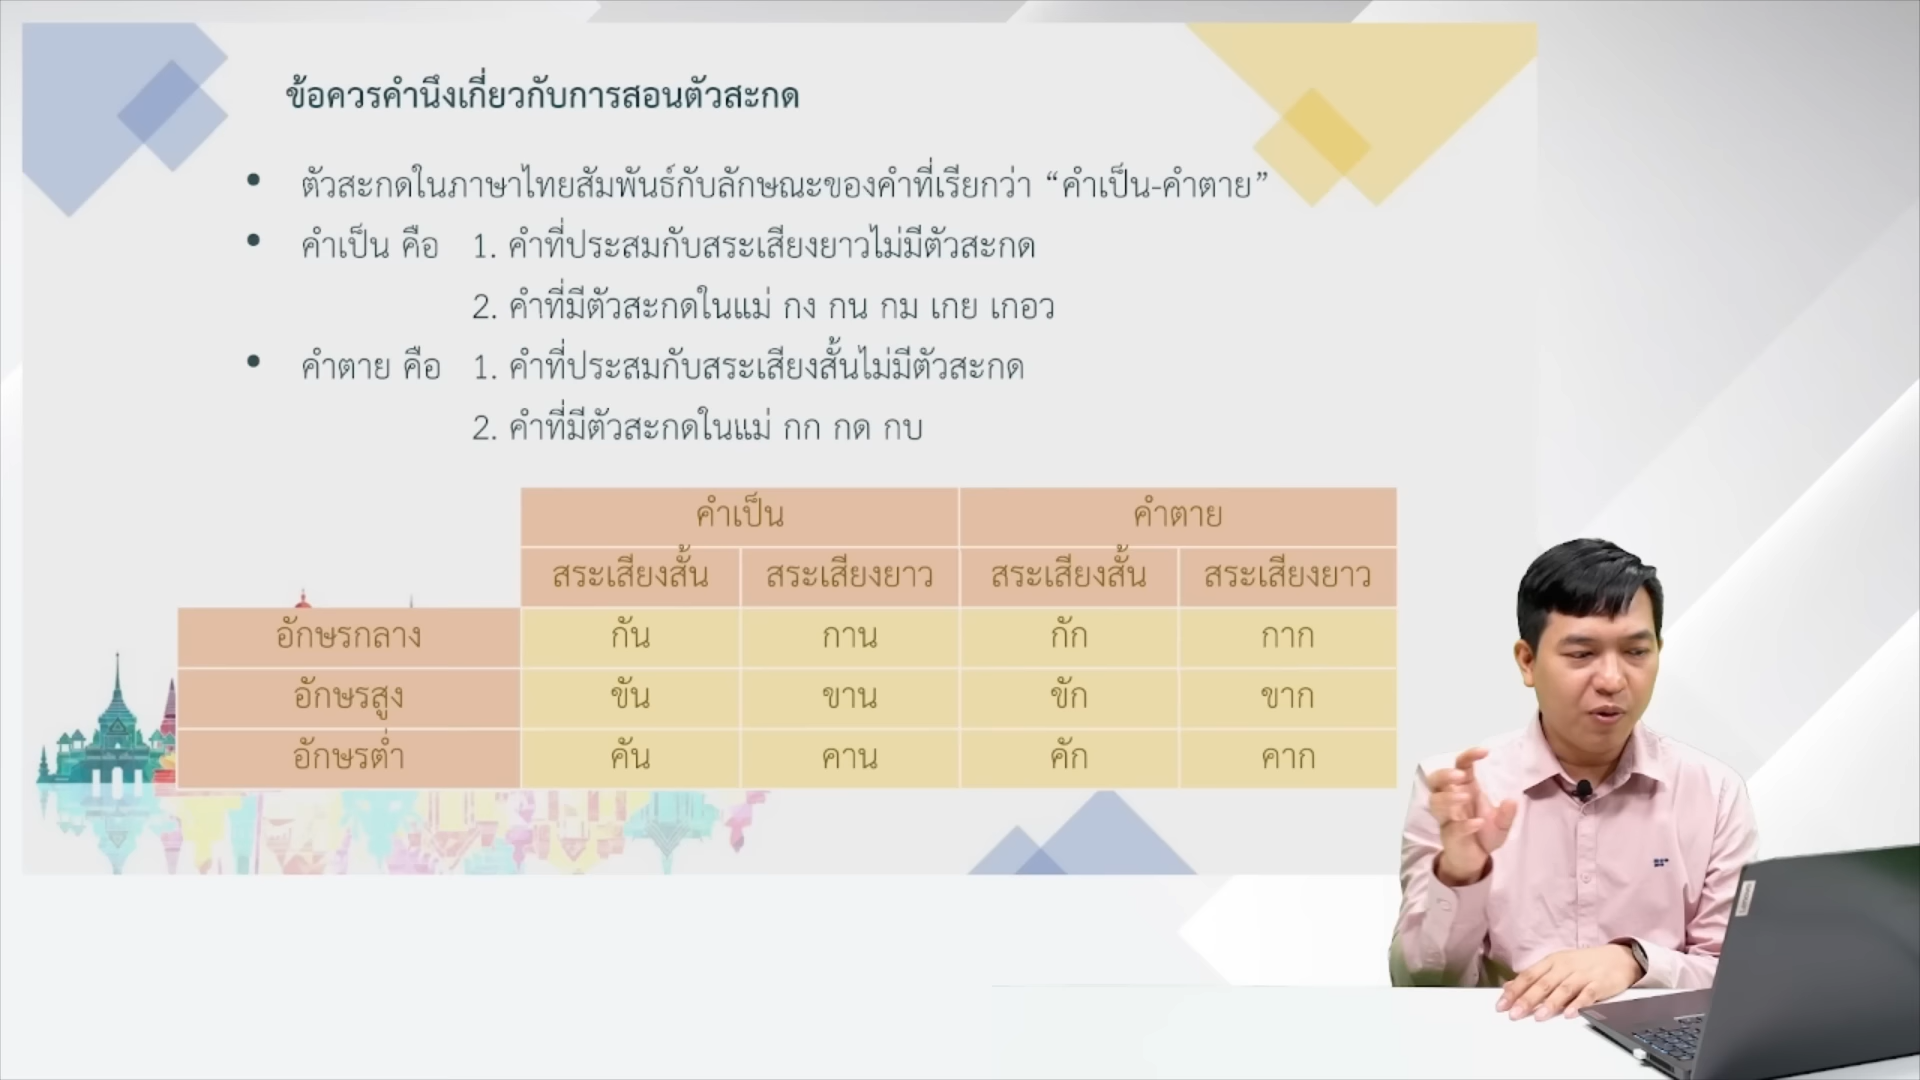 ข้อควรคำนึงเกี่ยวกับการสอนตัวสะกด
• ตัวสะกดในภาษาไทยสัมพันธ์กับลักษณะของคำที่เรียกว่า “คำเป็น-คำตาย”
• คำเป็น คือ 1. คำที่ประสมกับสระเสียงยาวไม่มีตัวสะกด
2. คำที่มีตัวสะกดในแม่ กง กน กม เกย เกอว
• คำตาย คือ 1. คำที่ประสมกับสระเสียงสั้นไม่มีตัวสะกด
2. คำที่มีตัวสะกดในแม่ กก กด กบ
คำเป็น คำตาย
สระเสียงสั้น สระเสียงยาว สระเสียงสั้น สระเสียงยาว
อักษรกลาง กัน กาน กัก กาก
อักษรสูง ขัน ขาน ขัก ขาก
อักษรต่ำ คัน คาน คัก คาก